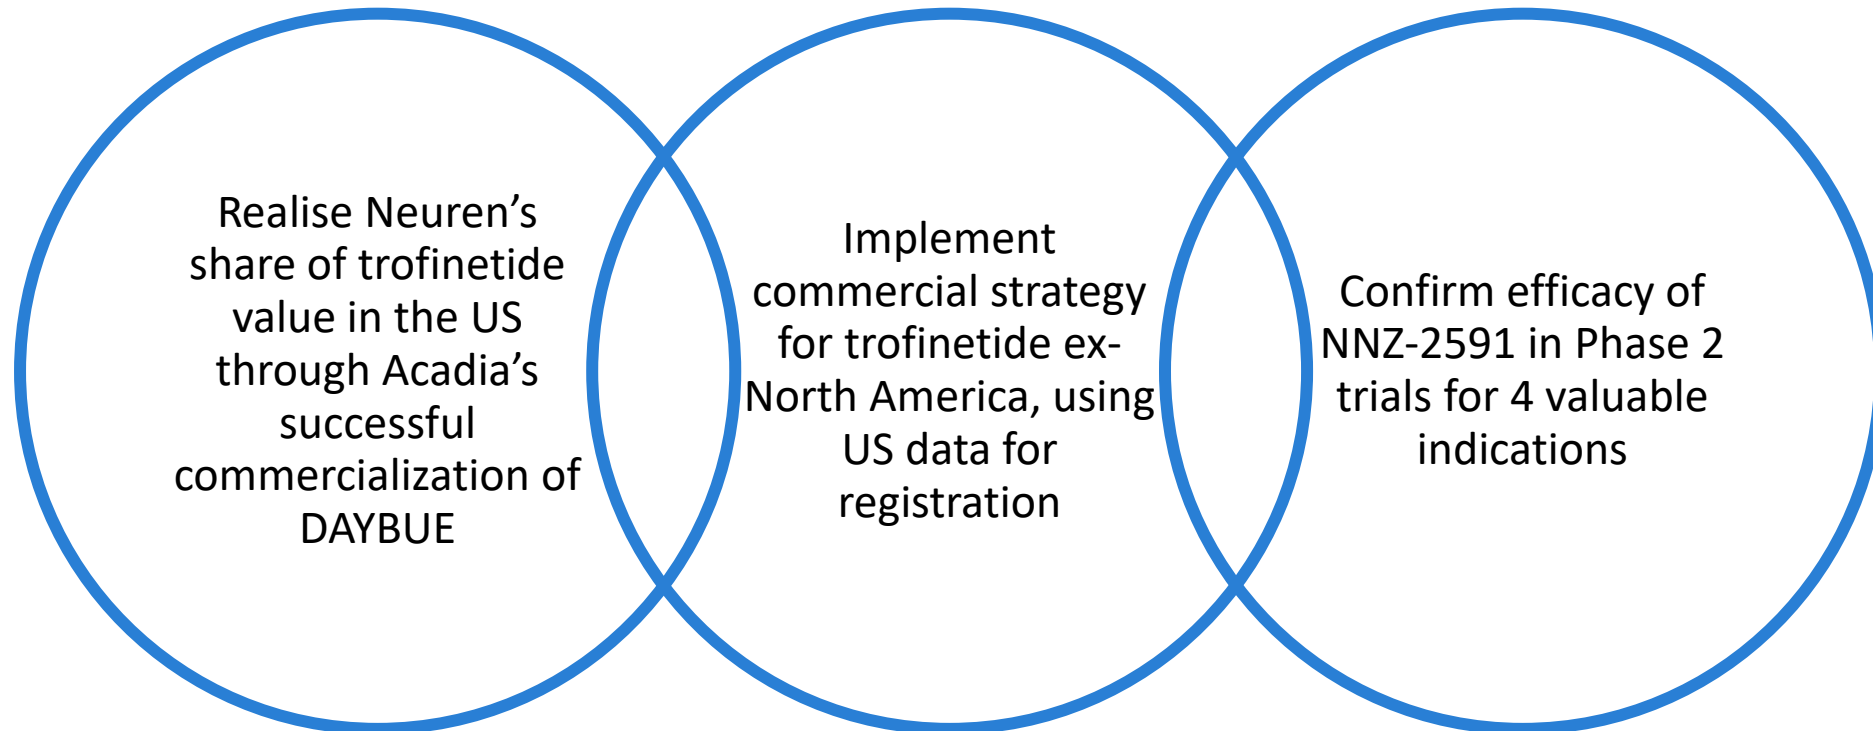 Realise Neuren’s
share of trofinetide
value in the US
through Acadia’s
successful
commercialization of
DAYBUE
Implement
commercial strategy
for trofinetide ex-
North America, using
US data for
registration
Confirm efficacy of
NNZ-2591 in Phase 2
trials for 4 valuable
indications